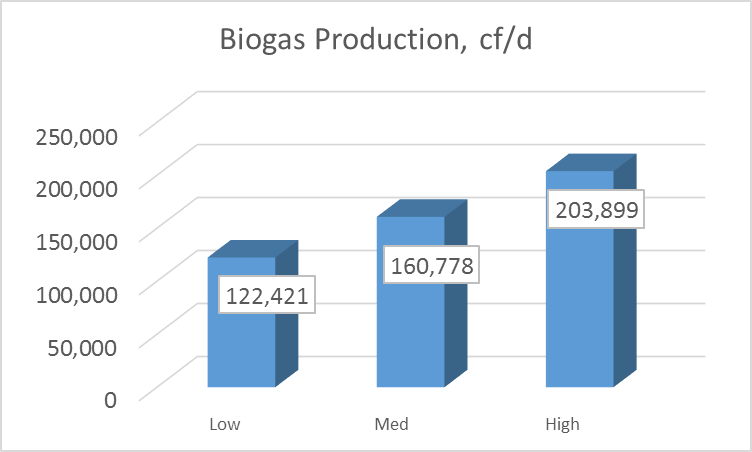 Biogas Production, cf/d
250,000
200,000
150,000
100,000
50,000
0
122,421
160,778
203,899
Low
Med
High